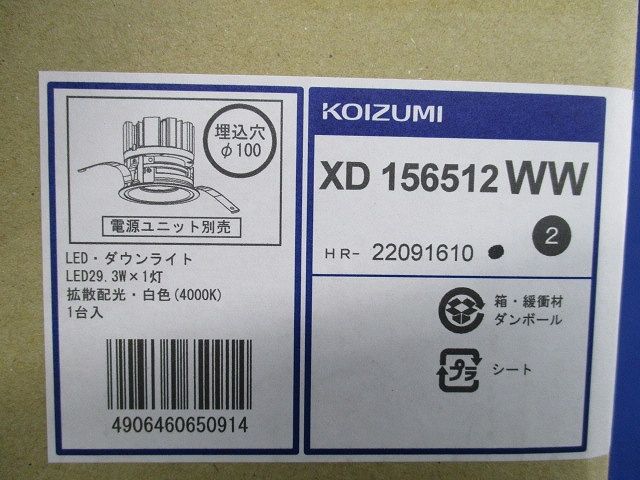 埋込穴
φ100
電源ユニット別売
LED・ダウンライト
LED29.3W×1灯
拡散配光・白色(4000K)
1台入
4906460650914
KOIZUMI
XD 156512 WW
HR- 22091610 ● 2
箱・緩衝材
ダンボール
プラ
シート